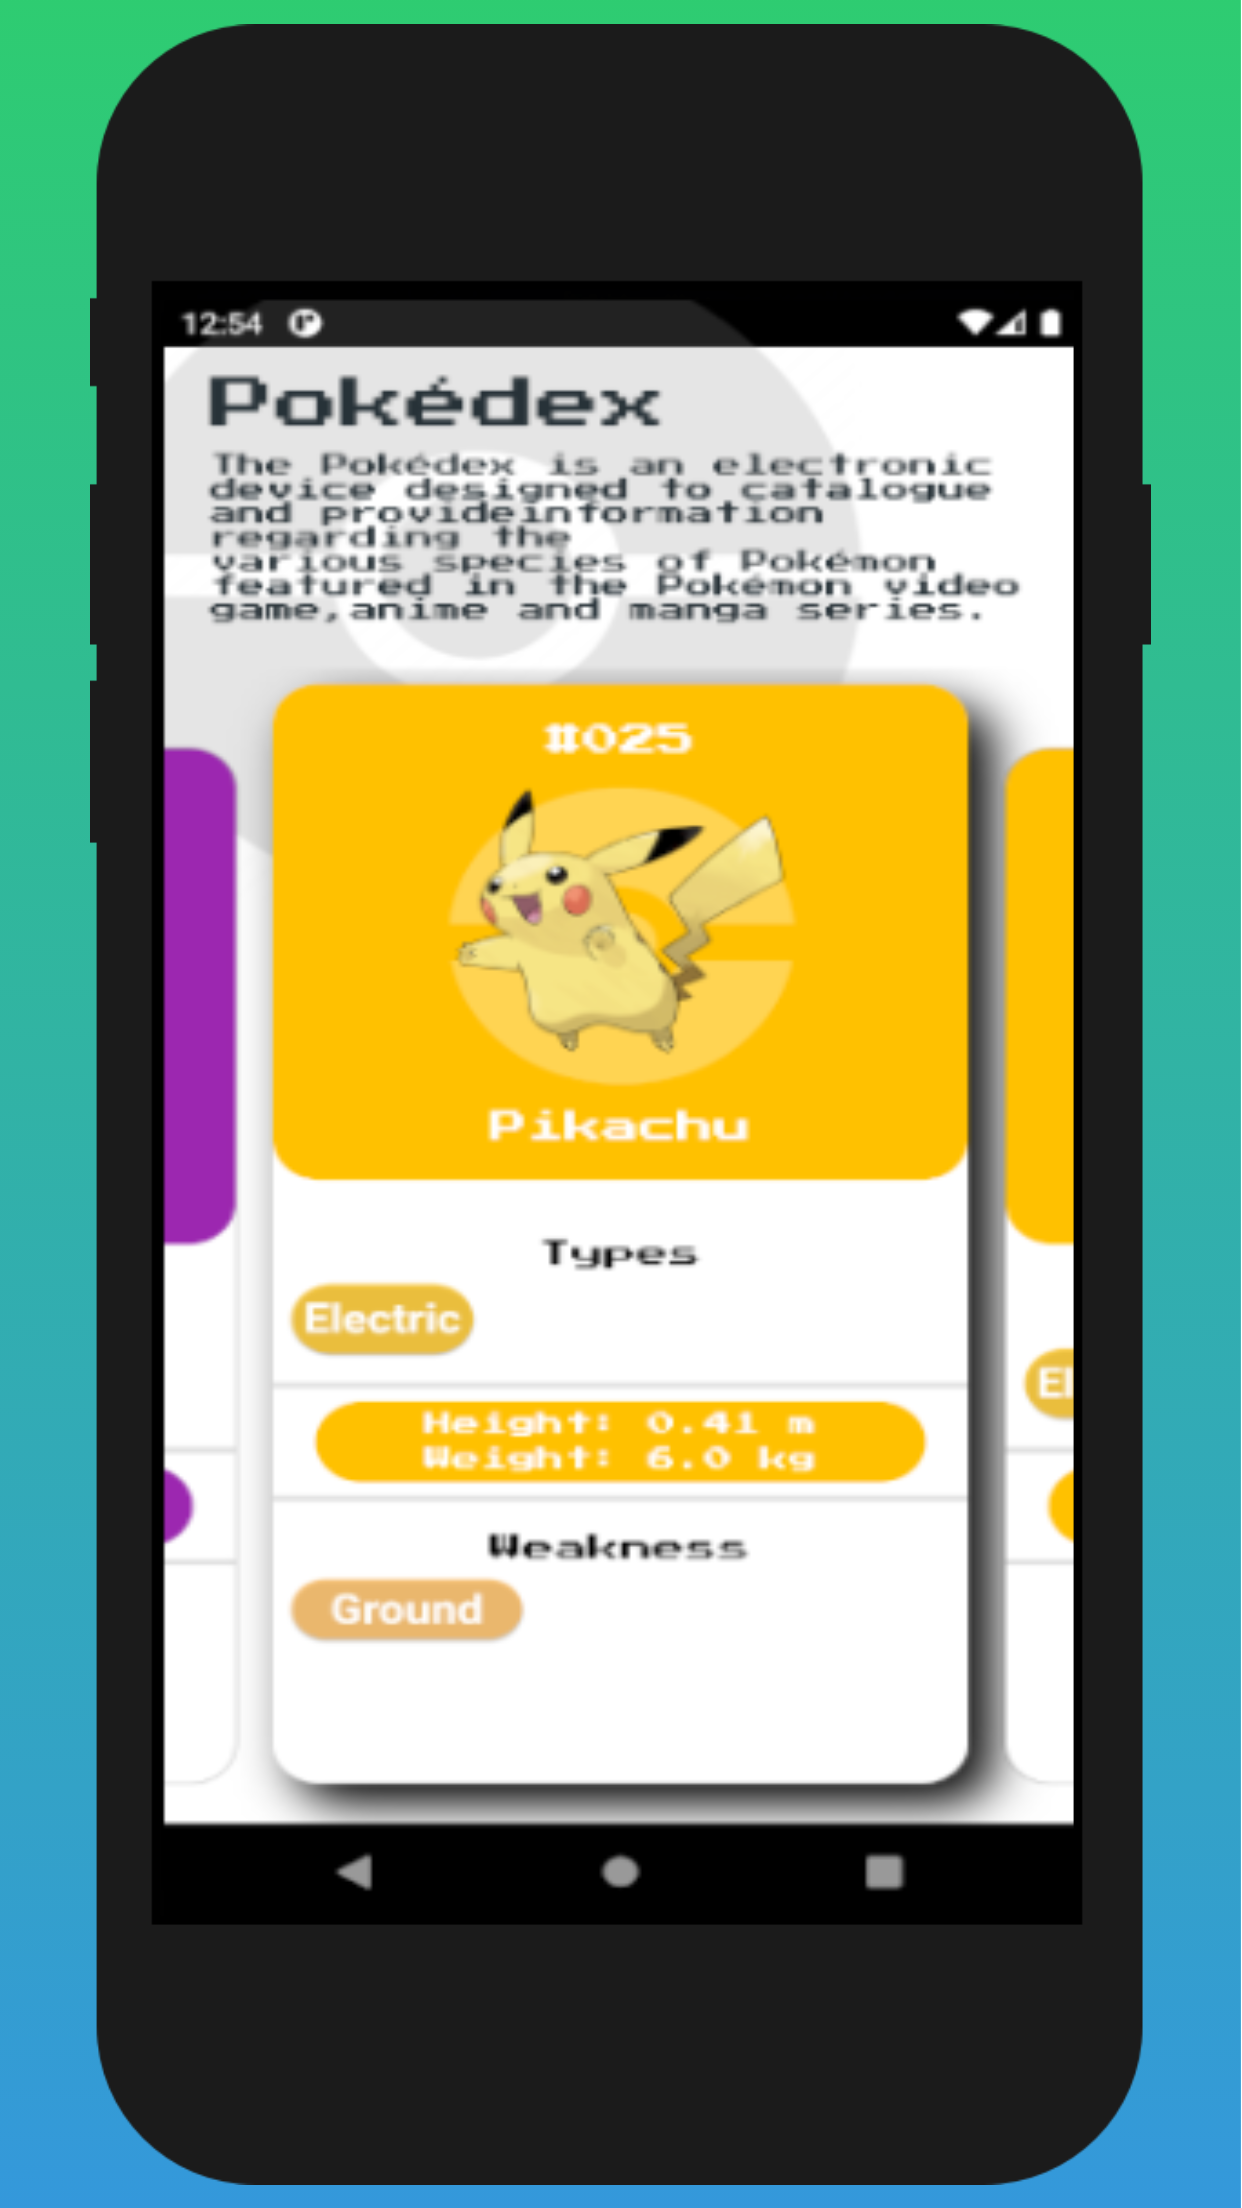 12:54
Pokédex
The Pokédex is an electronic
device designed to catalogue
and provideinformation
regarding the
various species of Pokémon
featured in the Pokémon video
game,anime and manga series.
#025
Pikachu
Types
Electric
El
Height: 0.41 m
Weight: 6.0 kg
Weakness
Ground